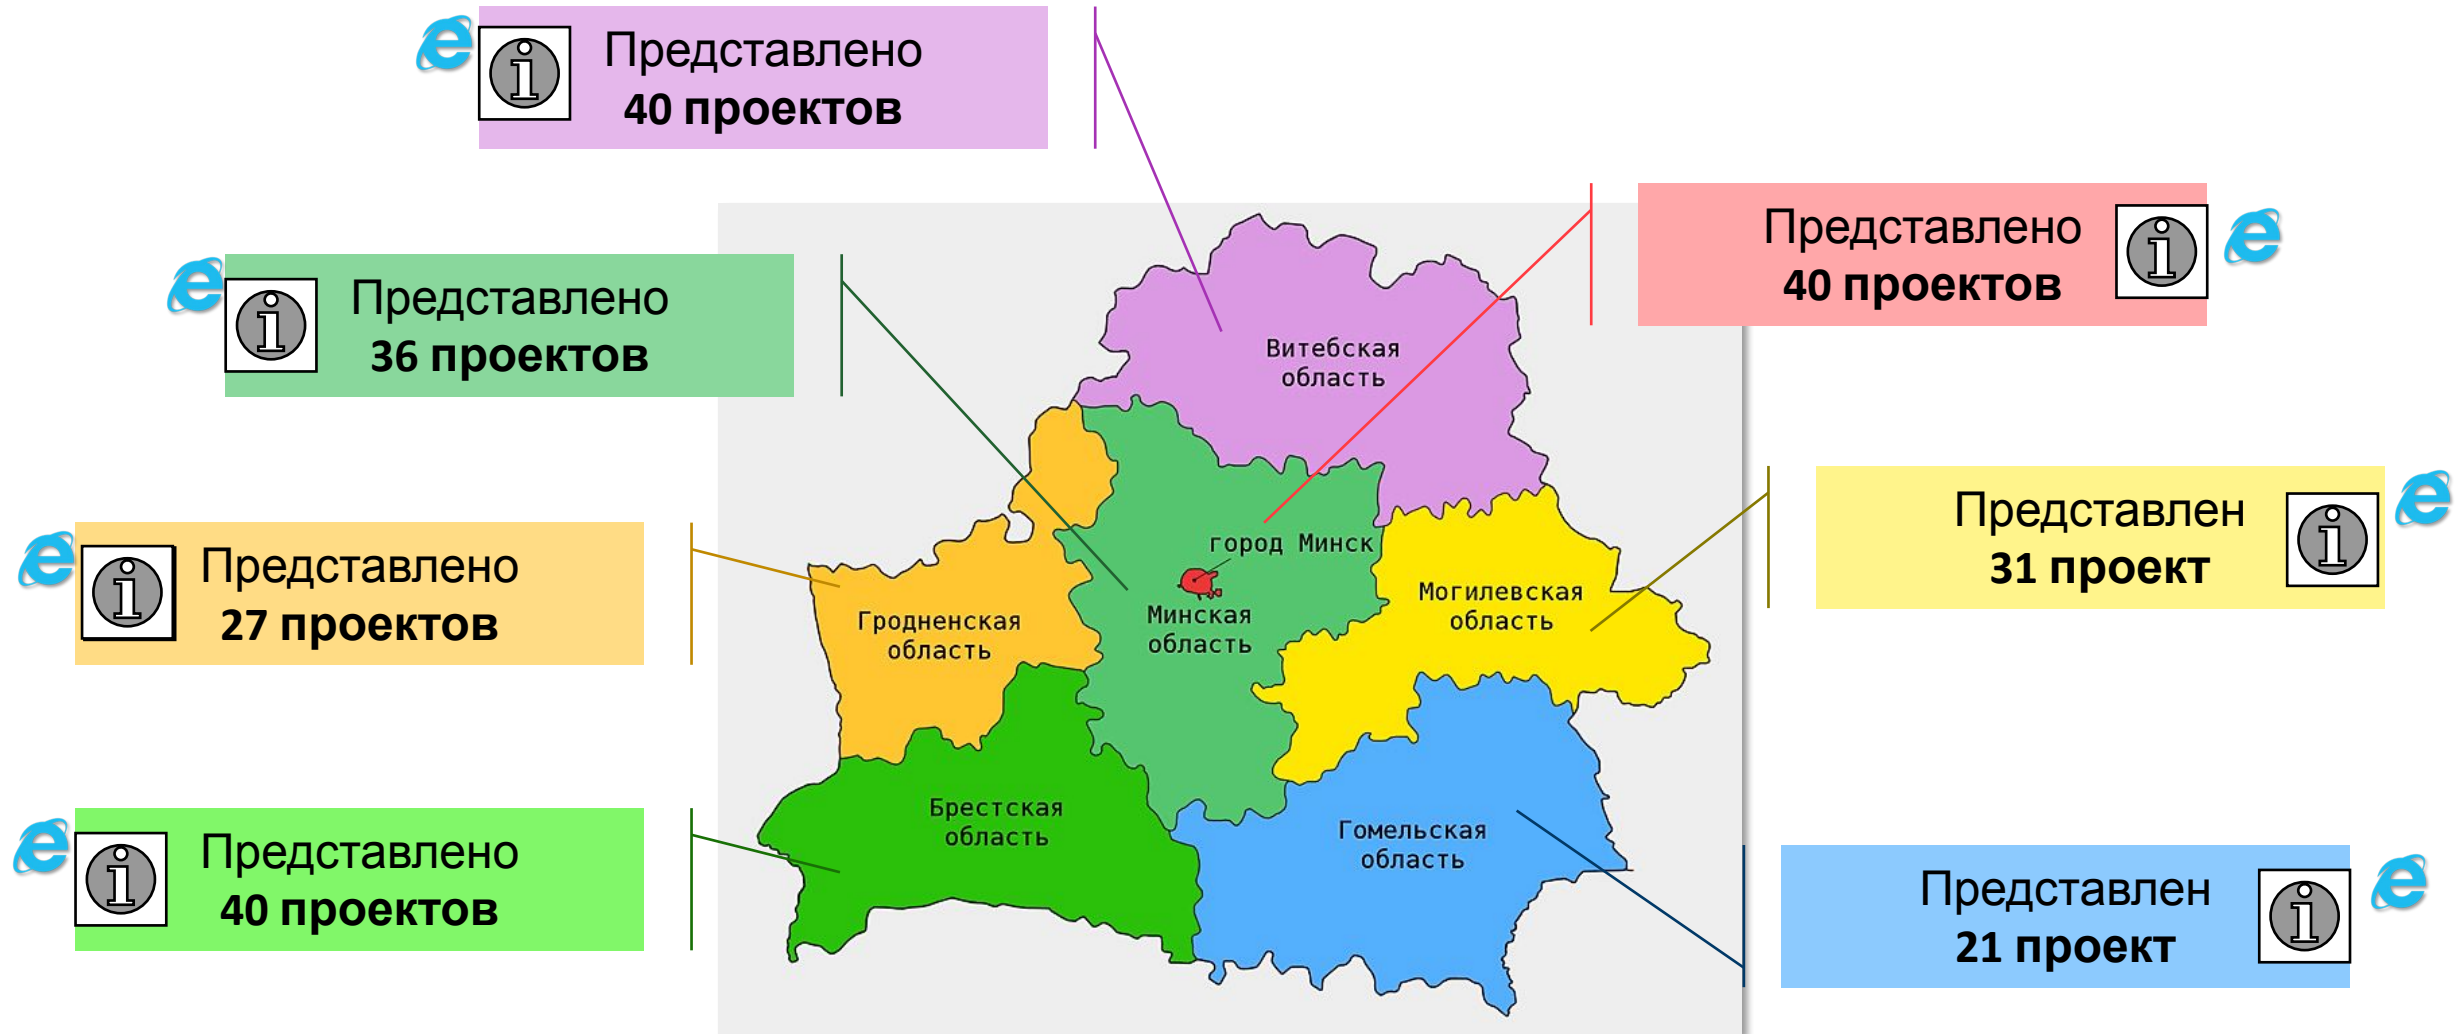 Представлено
40 проектов
Представлено
40 проектов
Представлено
36 проектов
Витебская
область
Представлен
31 проект
Представлено
27 проектов
город Минск
Могилевская
область
Гродненская
область
Минская
область
Брестская
область
Гомельская
область
Представлено
40 проектов
Представлен
21 проект